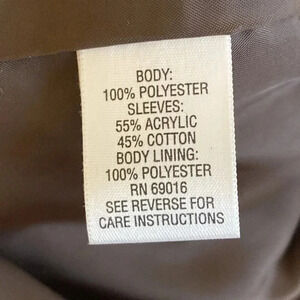 BODY:
100% POLYESTER
SLEEVES:
55% ACRYLIC
45% COTTON
BODY LINING:
100% POLYESTER
RN 69016
SEE REVERSE FOR
CARE INSTRUCTIONS